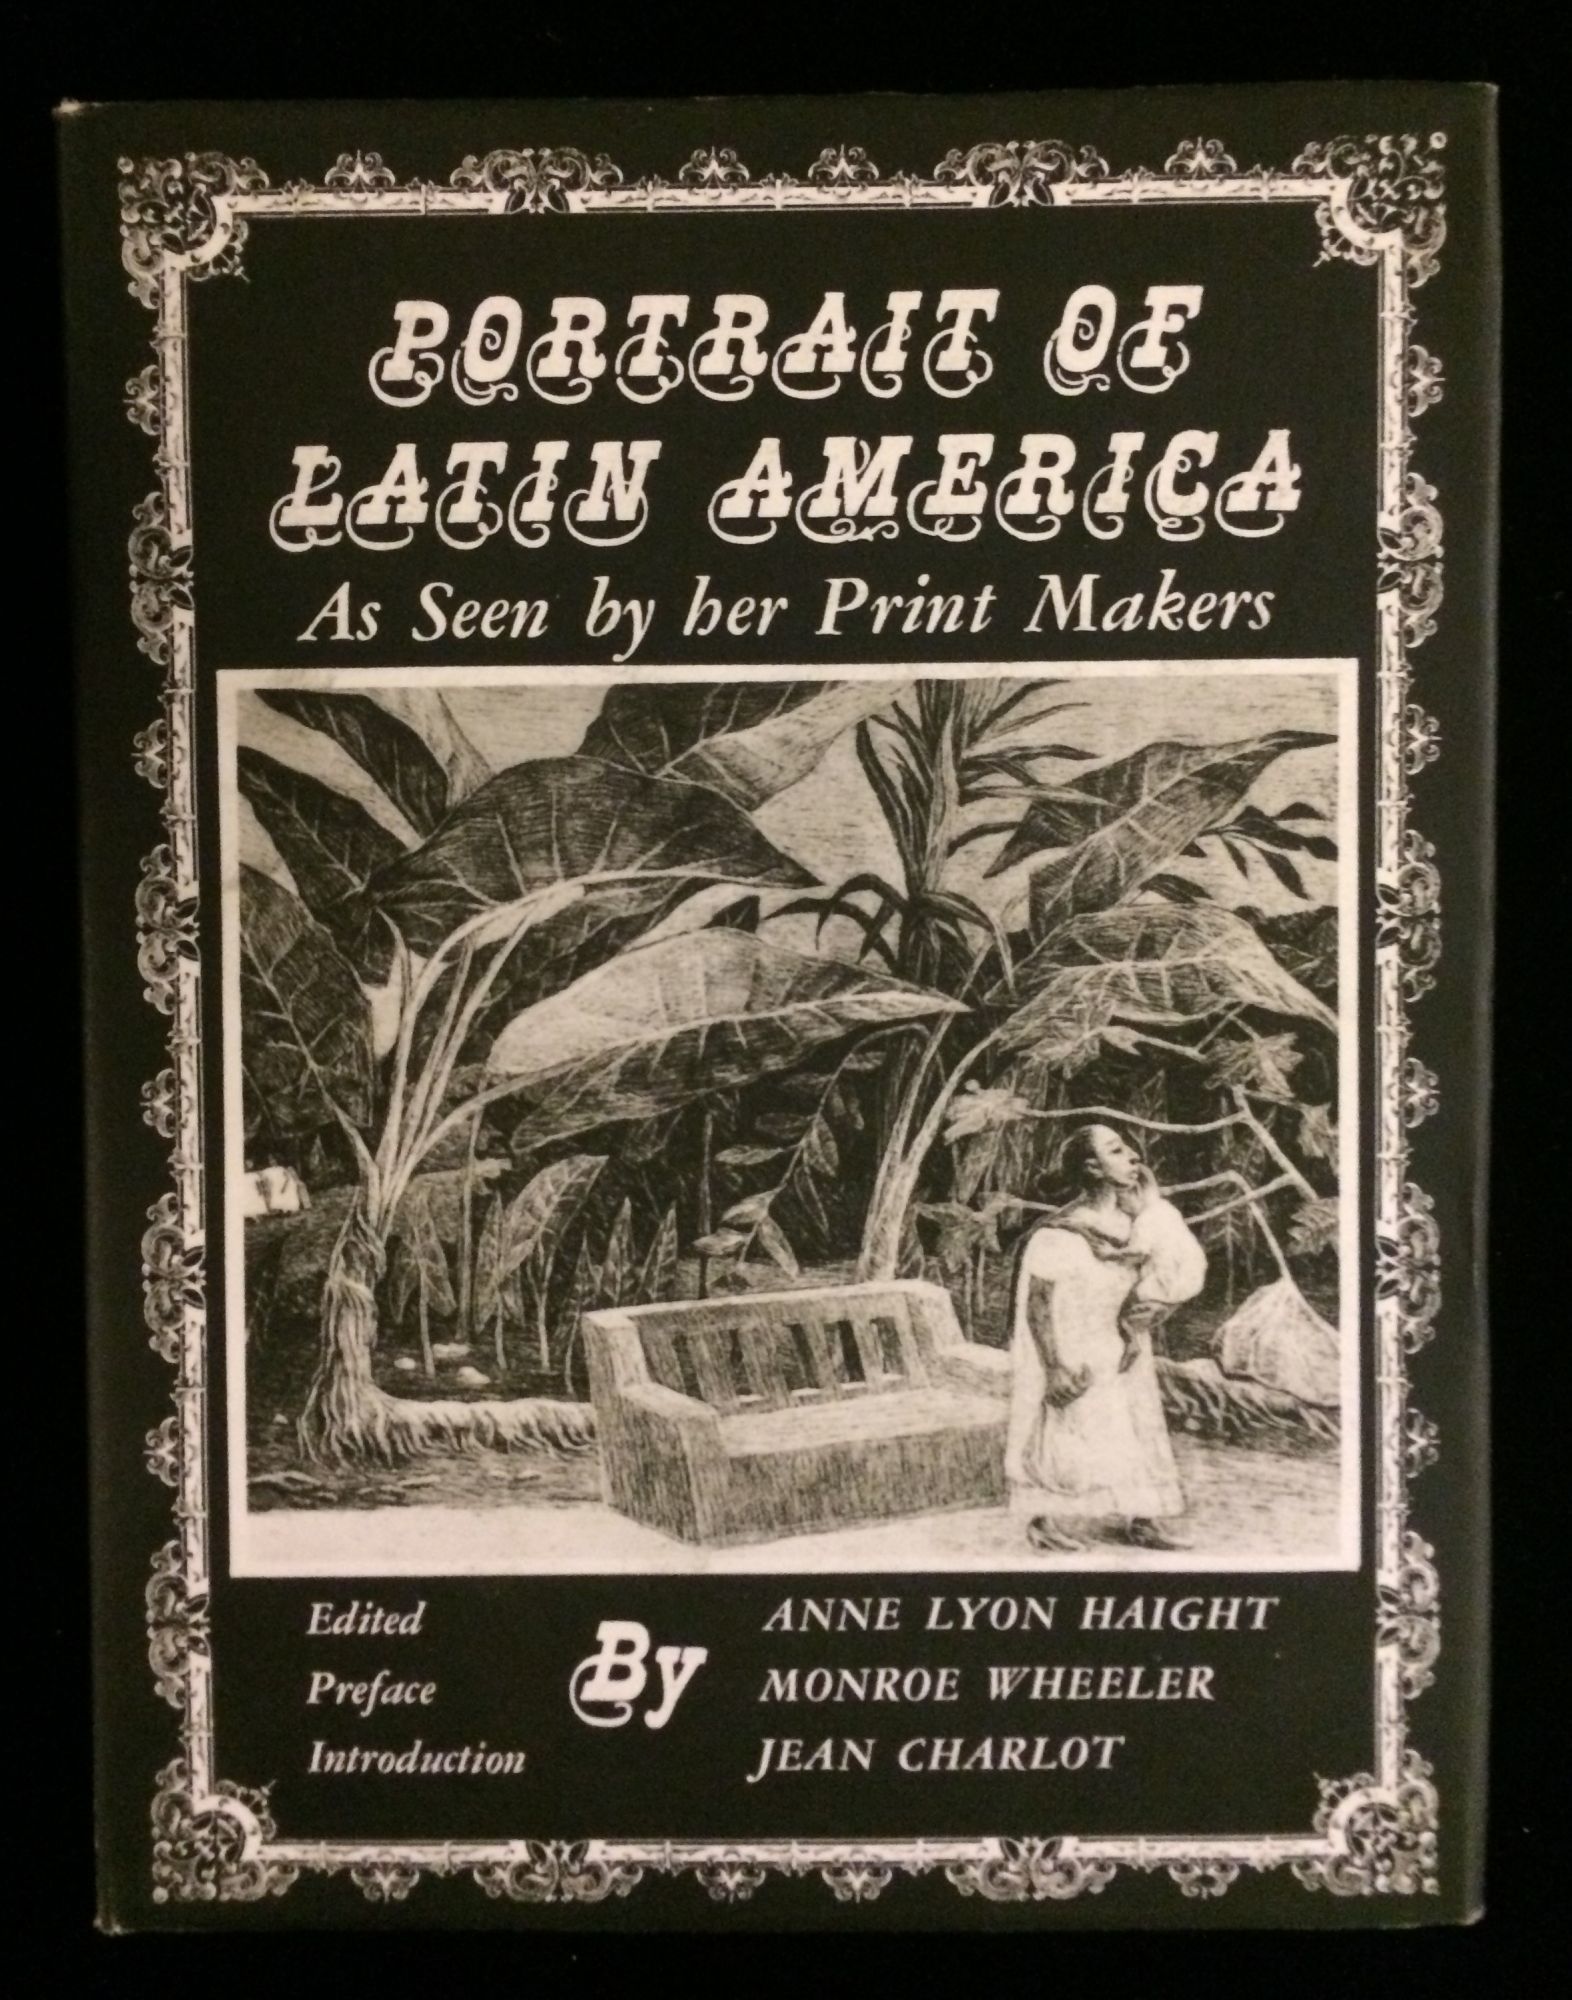 PORTRAIT OF
LATIN AMERICA
As Seen by her Print Makers
Edited
Preface
Introduction
By
ANNE LYON HAIGHT
MONROE WHEELER
JEAN CHARLOT